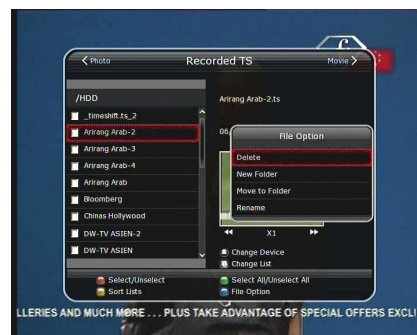 Photo
Recorded TS
Movie
/HDD
Arirang Arab-2.ts
_timeshift.ts_2
Arirang Arab-2
06.
File Option
Arirang Arab-3
Delete
Arirang Arab-4
New Folder
Arirang Arab
Move to Folder
Bloomberg
Rename
Chinas Hollywood
DW-TV ASIEN-2
X1
Change Device
DW-TV ASIEN
Change List
Select/Unselect
Select All/Unselect All
Sort Lists
File Option
LLERIES AND MUCH MORE . . . PLUS TAKE ADVANTAGE OF SPECIAL OFFERS EXCL